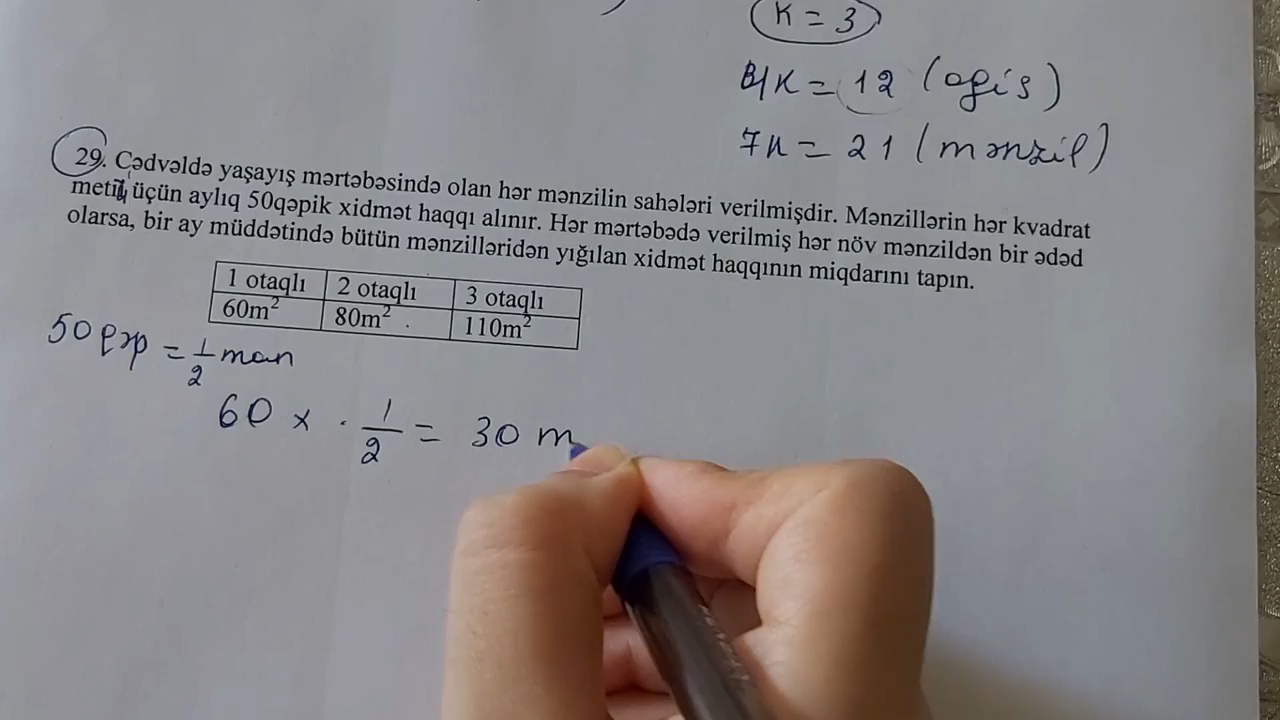 K = 3
4K = 12 (ofis)
7K = 21 (mənzil)
29. Cədvəldə yaşayış mərtəbəsində olan hər mənzilin sahələri verilmişdir. Mənzillərin hər kvadrat
üçün aylıq 50qəpik xidmət haqqı alınır. Hər mərtəbədə verilmiş hər növ mənzildən bir ədəd
olarsa, bir ay müddətində bütün mənzilləridən yığılan xidmət haqqının miqdarını tapın.
1 otaqlı 2 otaqlı 3 otaqlı
60m² 80m² 110m²
50 qəp = 1/2 man
60 x · 1/2 = 30 m